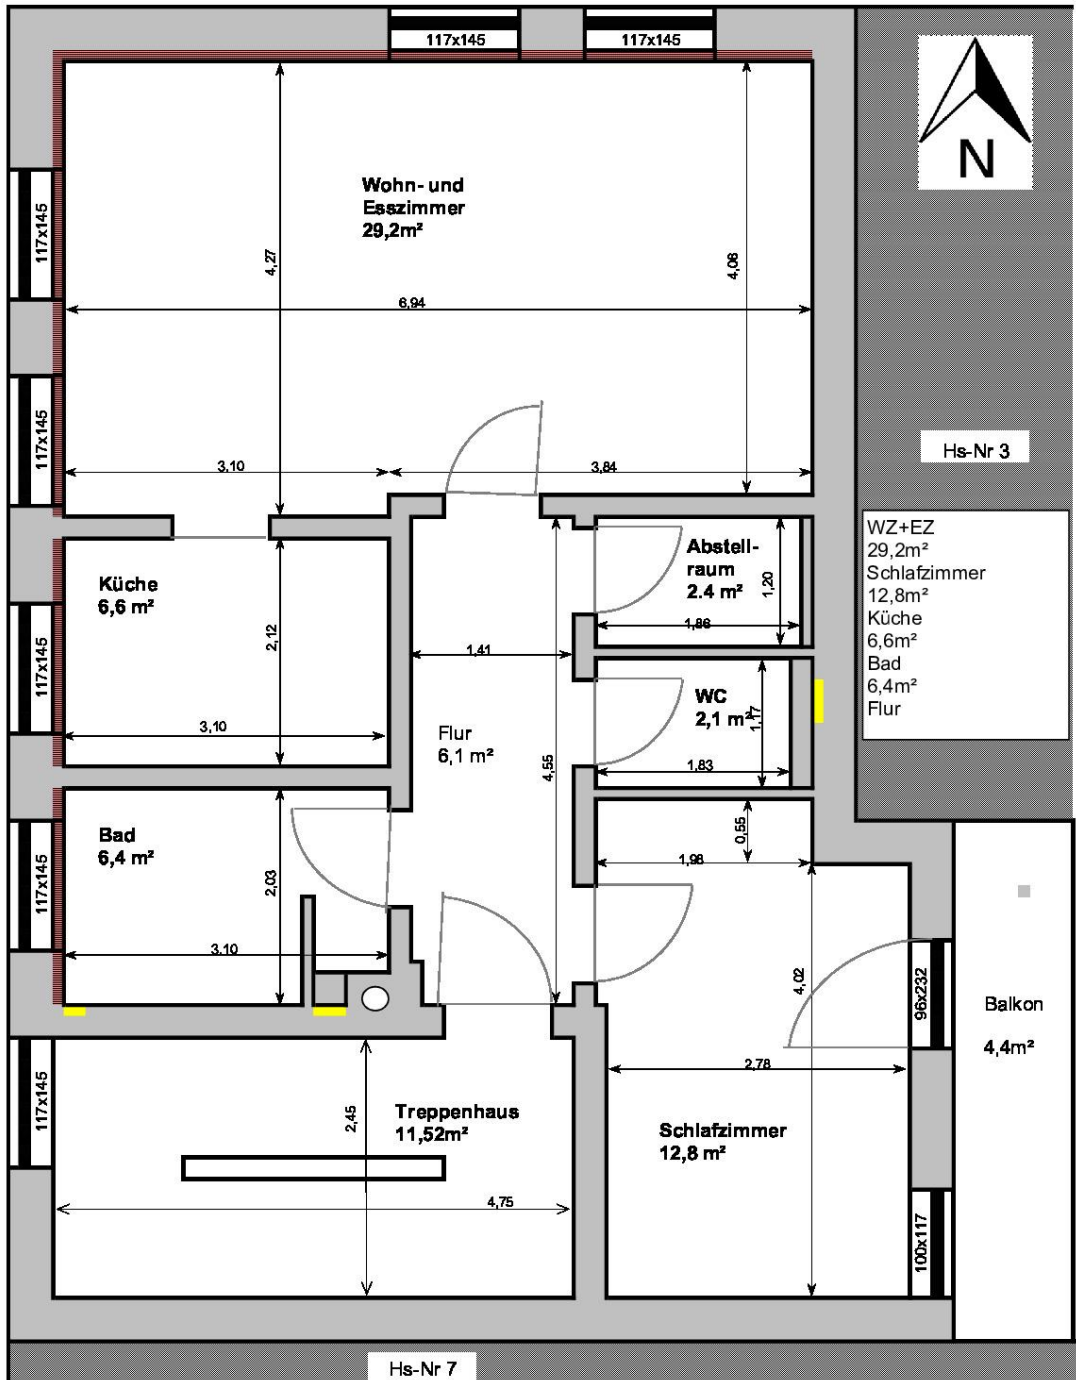 117x145
117x145
N
Wohn- und
Esszimmer
29,2m²
117x145
4,27
4,06
6,94
117x145
3,10
3,84
Hs-Nr 3
WZ+EZ
29,2m²
Schlafzimmer
12,8m²
Küche
6,6m²
Bad
6,4m²
Flur
Küche
6,6 m²
Abstell-
raum
2.4 m²
1,20
1,86
117x145
2,12
1,41
3,10
Flur
6,1 m²
4,55
WC
2,1 m²
1,17
1,83
Bad
6,4 m²
117x145
2,03
3.10
0,55
1,98
4,02
96x232
Balkon
4,4m²
2,78
117x145
2,45
Treppenhaus
11,52m²
4,75
Schlafzimmer
12,8 m²
100x117
Hs-Nr 7